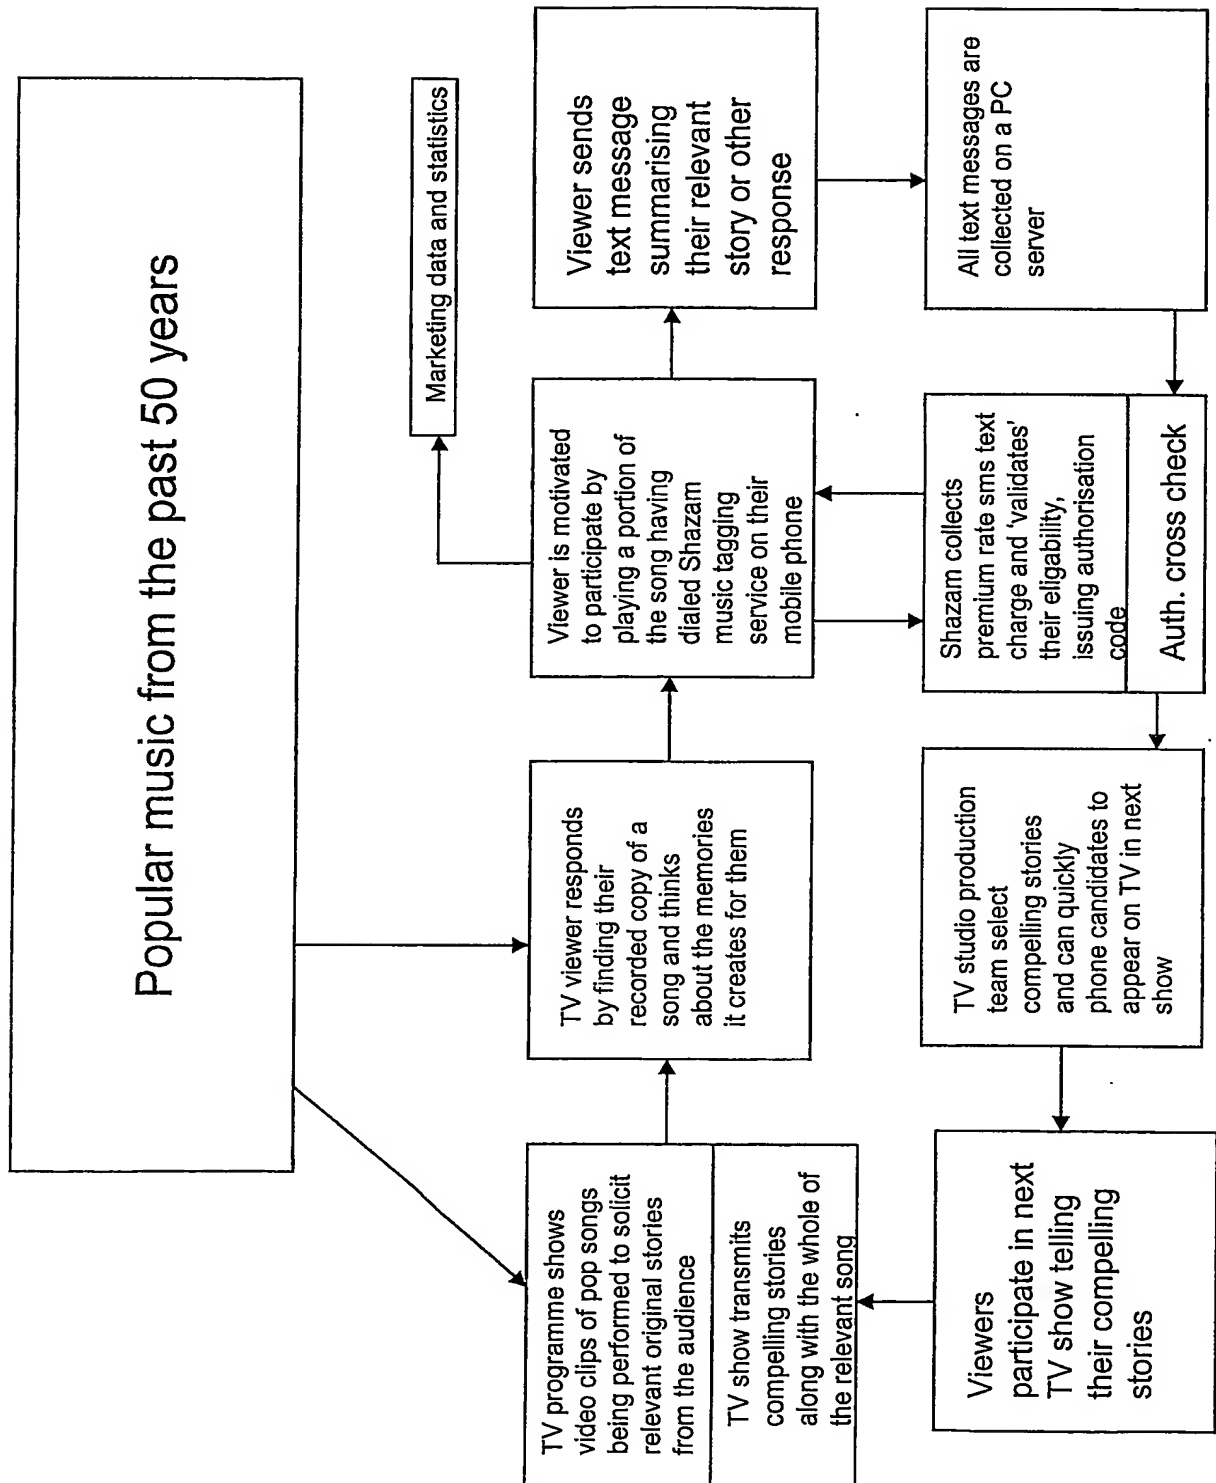 Popular music from the past 50 years
Marketing data and statistics
TV programme shows
video clips of pop songs
being performed to solicit
relevant original stories
from the audience
TV show transmits
compelling stories
along with the whole of
the relevant song
TV viewer responds
by finding their
recorded copy of a
song and thinks
about the memories
it creates for them
Viewer is motivated
to participate by
playing a portion of
the song having
dialed Shazam
music tagging
service on their
mobile phone
Viewer sends
text message
summarising
their relevant
story or other
response
Viewers
participate in next
TV show telling
their compelling
stories
TV studio production
team select
compelling stories
and can quickly
phone candidates to
appear on TV in next
show
Shazam collects
premium rate sms text
charge and ‘validates’
their eligability,
issuing authorisation
code
Auth. cross check
All text messages are
collected on a PC
server